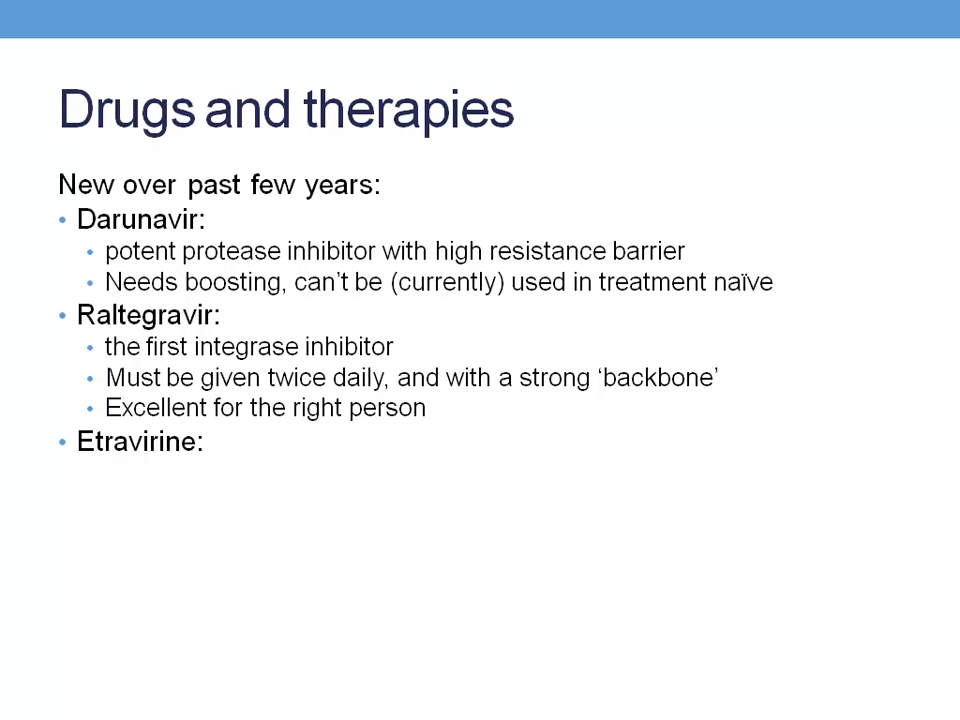 Drugs and therapies
New over past few years:
• Darunavir:
• potent protease inhibitor with high resistance barrier
• Needs boosting, can’t be (currently) used in treatment naïve
• Raltegravir:
• the first integrase inhibitor
• Must be given twice daily, and with a strong ‘backbone’
• Excellent for the right person
• Etravirine: